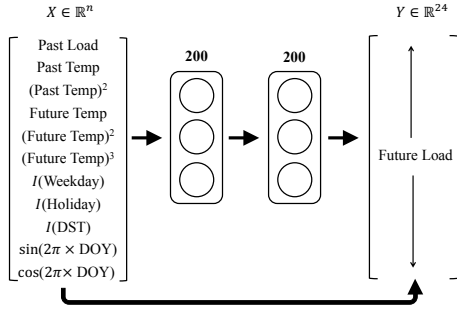 X ∈ ℝⁿ
Past Load
Past Temp
(Past Temp)²
Future Temp
(Future Temp)²
(Future Temp)³
I(Weekday)
I(Holiday)
I(DST)
sin(2π × DOY)
cos(2π× DOY)
200
200
Y ∈ ℝ²⁴
Future Load